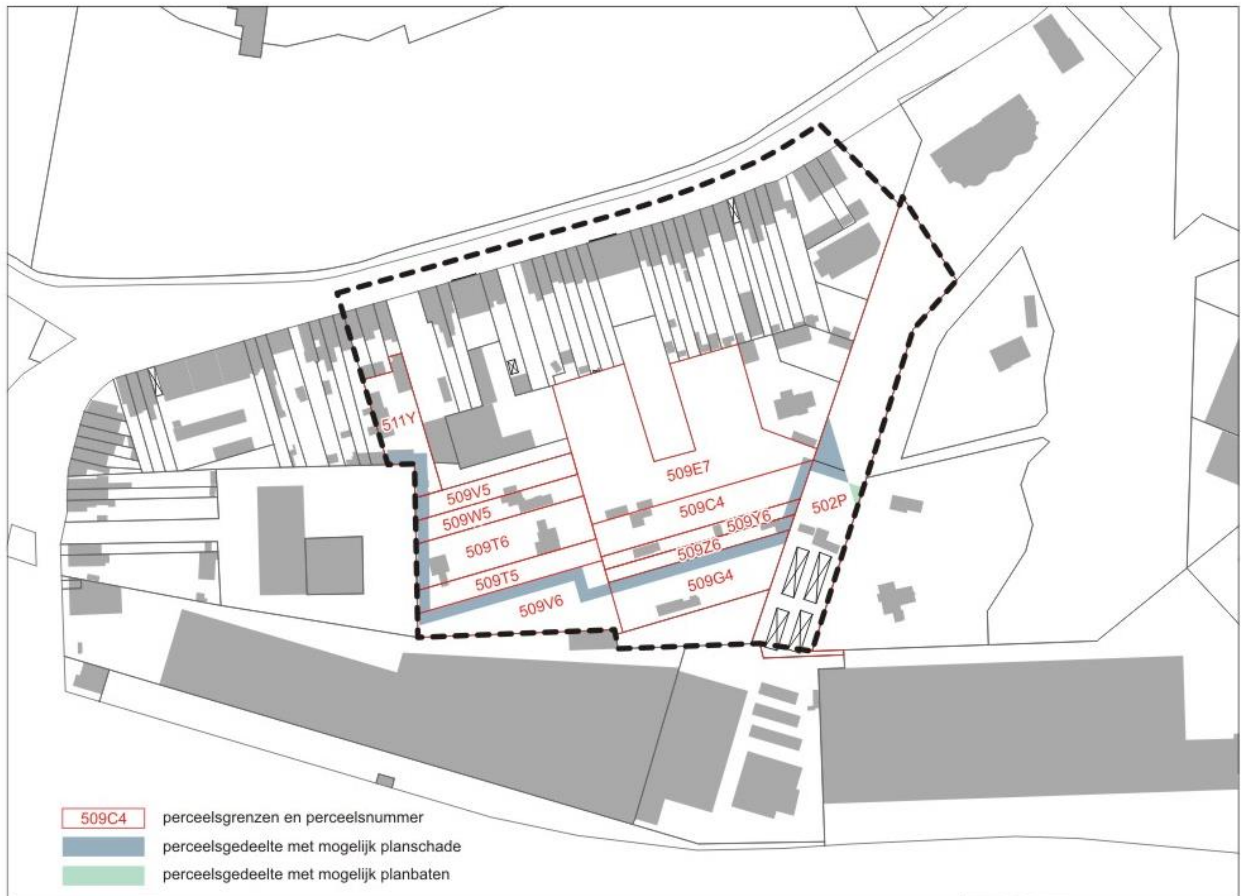 511Y
509V5
509W5
509T6
509T5
509V6
509E7
509C4
509Y6
509Z6
509G4
502P
509C4 perceelsgrenzen en perceelsnummer
perceelsgedeelte met mogelijk planschade
perceelsgedeelte met mogelijk planbaten